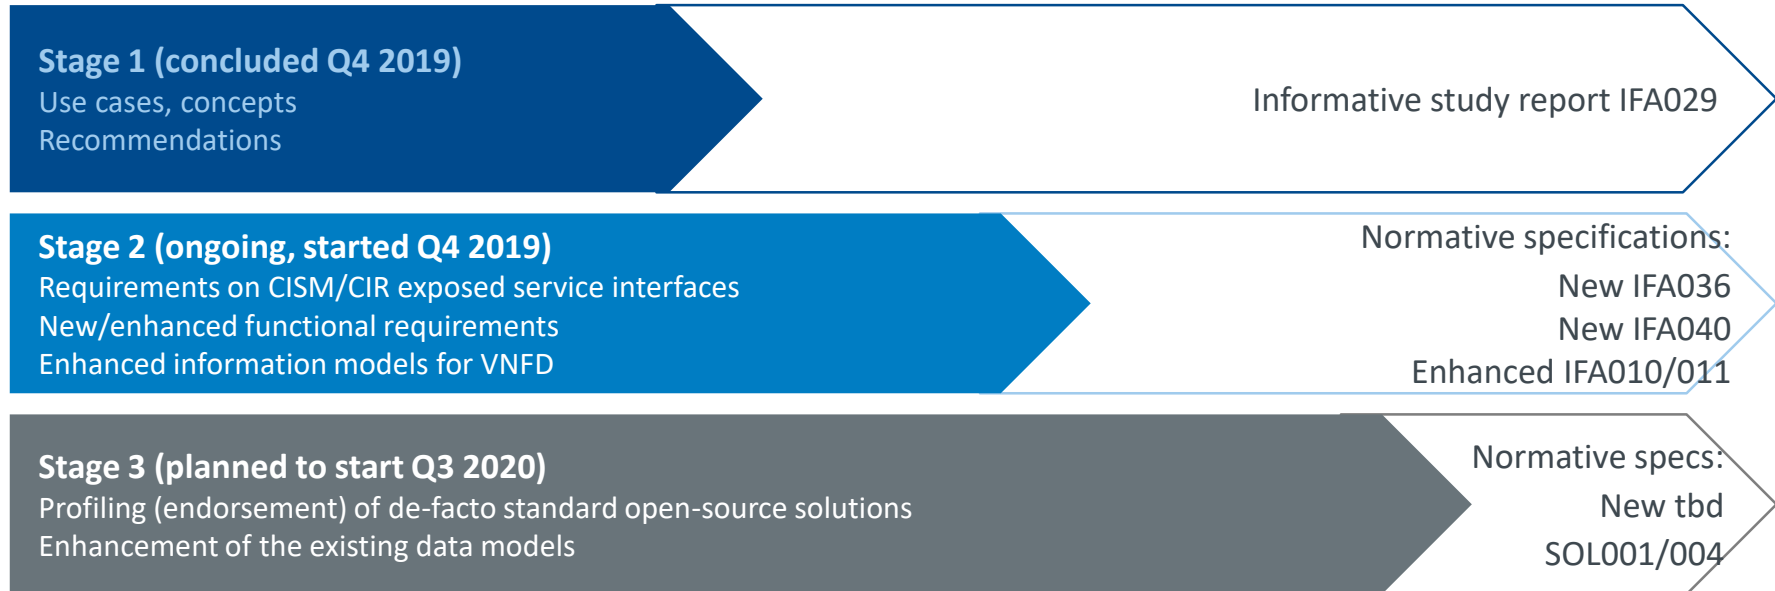 Stage 1 (concluded Q4 2019)
Use cases, concepts
Recommendations
Informative study report IFA029
Stage 2 (ongoing, started Q4 2019)
Requirements on CISM/CIR exposed service interfaces
New/enhanced functional requirements
Enhanced information models for VNFD
Normative specifications:
New IFA036
New IFA040
Enhanced IFA010/011
Stage 3 (planned to start Q3 2020)
Profiling (endorsement) of de-facto standard open-source solutions
Enhancement of the existing data models
Normative specs:
New tbd
SOL001/004